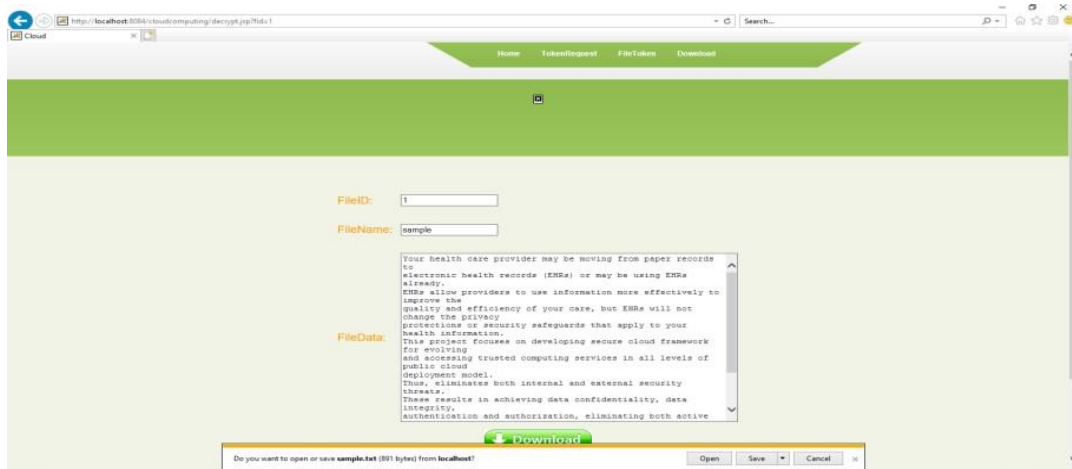 http://localhost:8084/cloudcomputing/decrypt.jsp?fid=1
Search...
Cloud
Home TokenRequest FileToken Download
FileID: 1
FileName: sample
FileData:
Your health care provider may be moving from paper records
to
electronic health records (EHRs) or may be using EHRs
already.
EHRs allow providers to use information more effectively to
improve the
quality and efficiency of your care, but EHRs will not
change the privacy
protections or security safeguards that apply to your
health information.
This project focuses on developing secure cloud framework
for evolving
and accessing trusted computing services in all levels of
public cloud
deployment model.
Thus, eliminates both internal and external security
threats.
These results in achieving data confidentiality, data
integrity,
authentication and authorization, eliminating both active
Download
Do you want to open or save sample.txt (891 bytes) from localhost?
Open Save Cancel